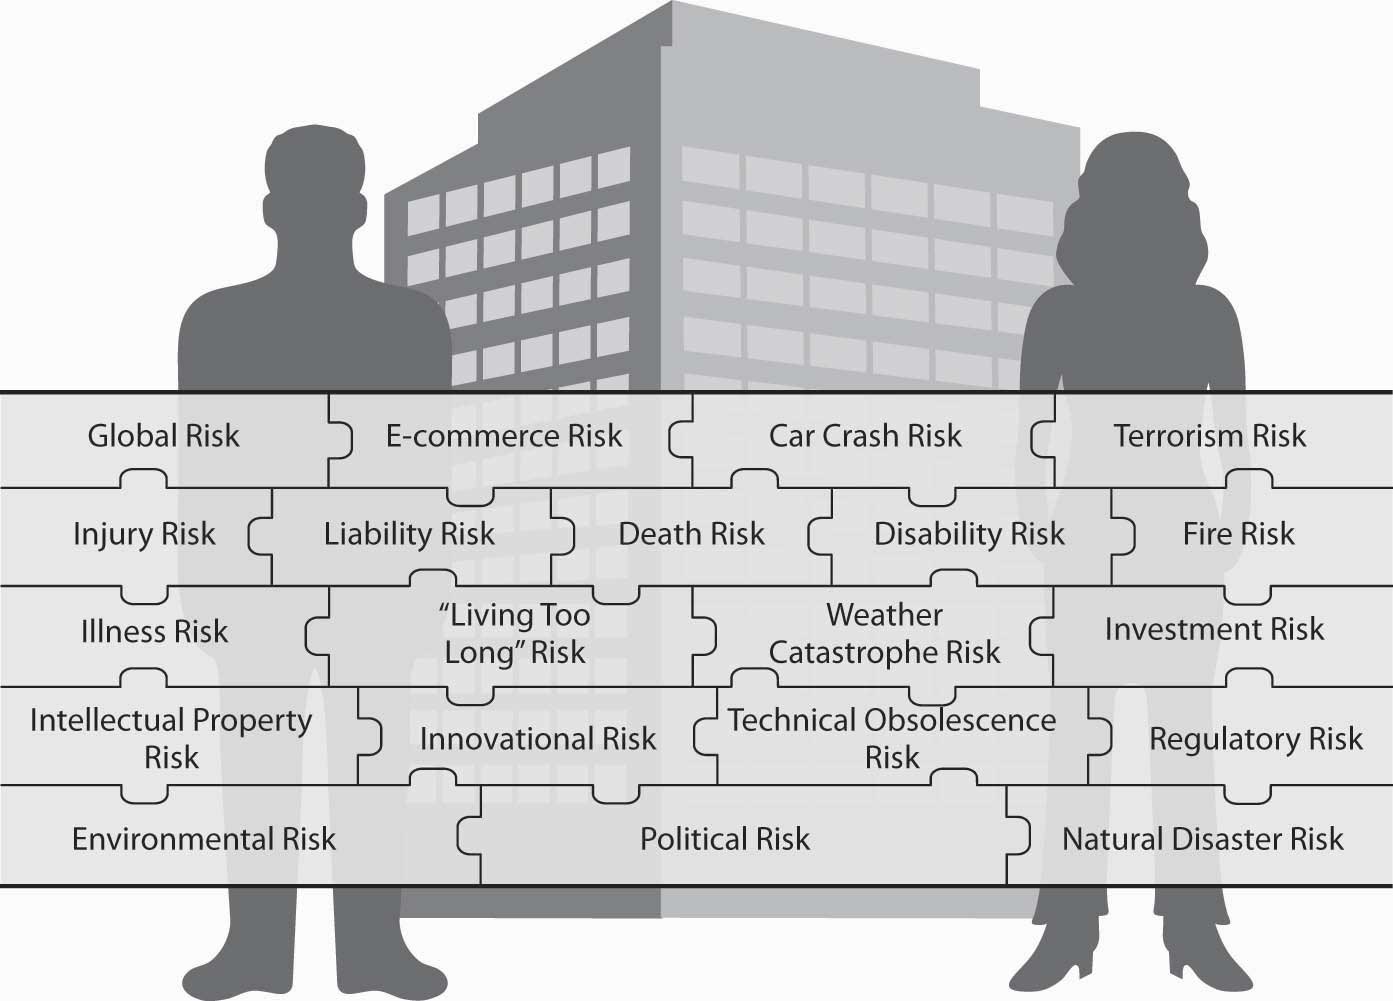 Global Risk
E-commerce Risk
Car Crash Risk
Terrorism Risk
Injury Risk
Liability Risk
Death Risk
Disability Risk
Fire Risk
Illness Risk
“Living Too
Long” Risk
Weather
Catastrophe Risk
Investment Risk
Intellectual Property
Risk
Innovational Risk
Technical Obsolescence
Risk
Regulatory Risk
Environmental Risk
Political Risk
Natural Disaster Risk